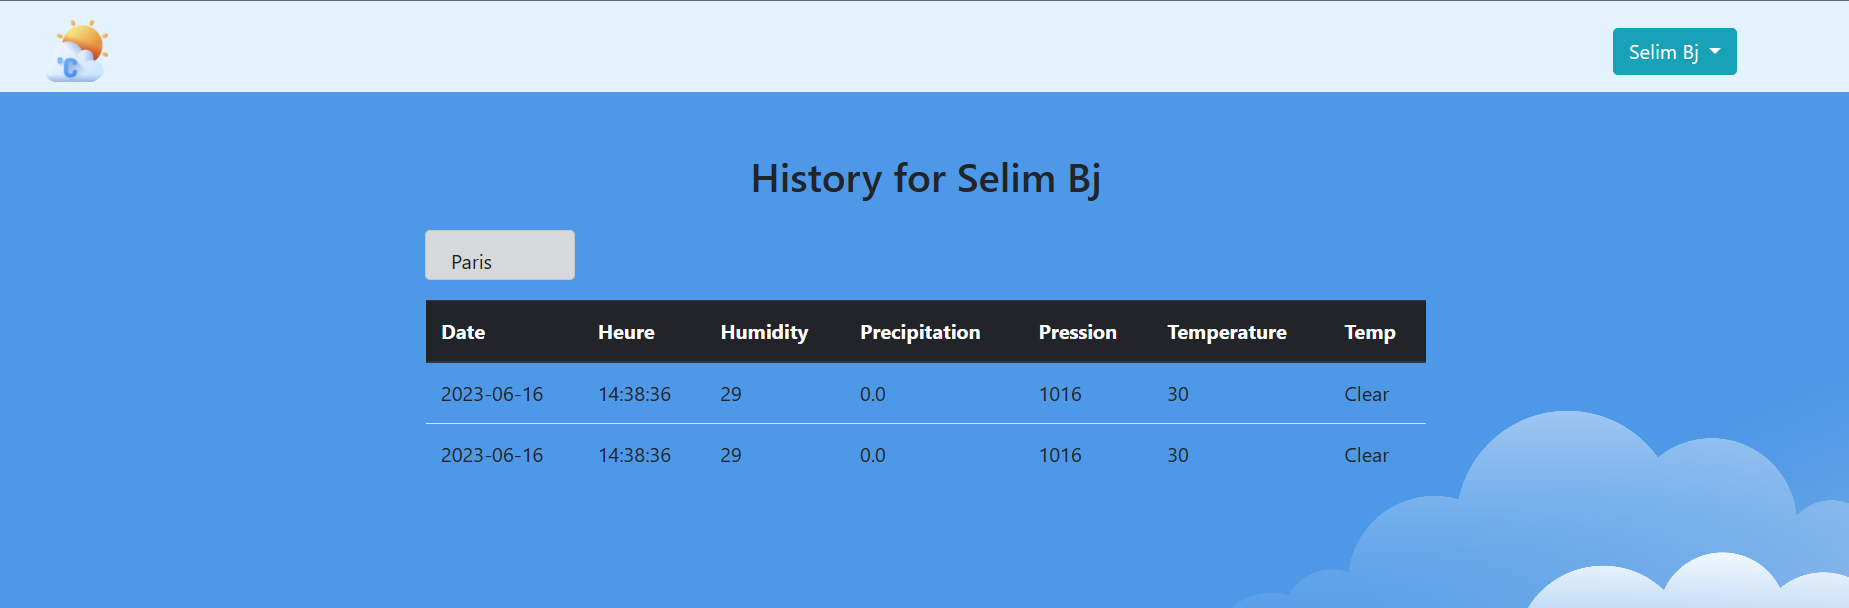 °C
Selim Bj
History for Selim Bj
Paris
Date Heure Humidity Precipitation Pression Temperature Temp
2023-06-16 14:38:36 29 0.0 1016 30 Clear
2023-06-16 14:38:36 29 0.0 1016 30 Clear